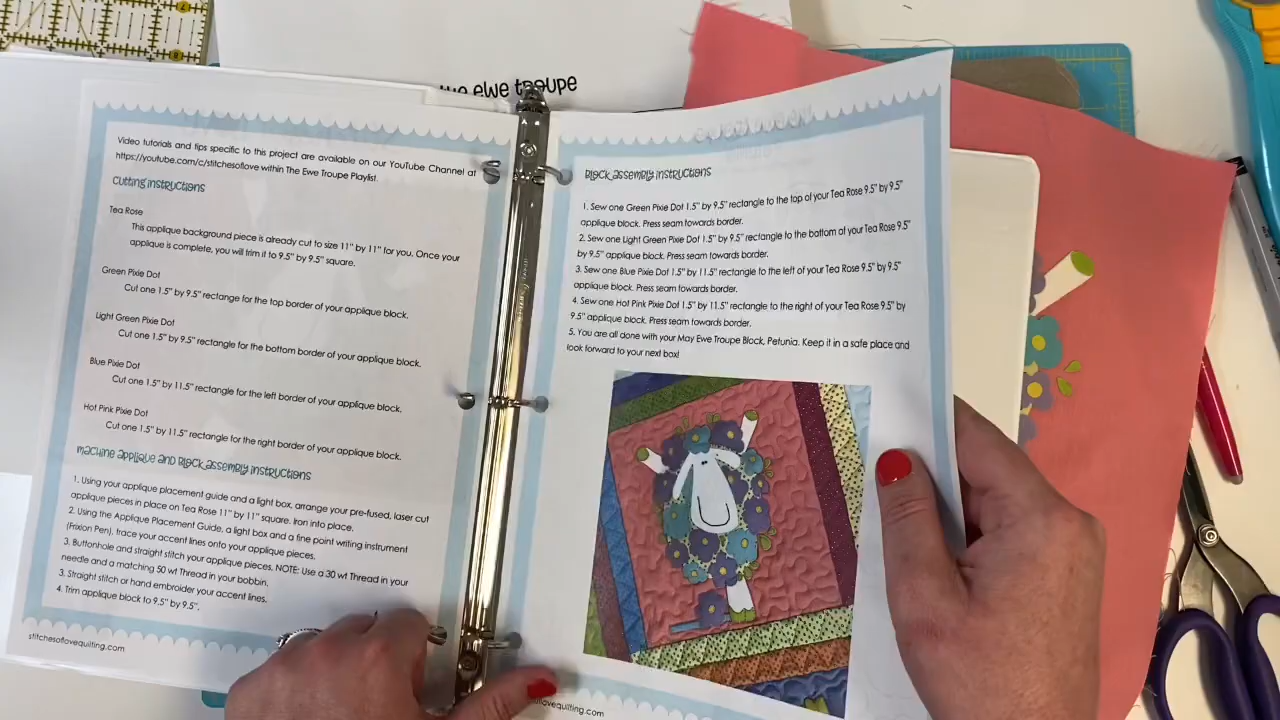 ewe troupe
Video tutorials and tips specific to this project are available on our YouTube Channel at
https://youtube.com/c/stitchesoflove within The Ewe Troupe Playlist.
cutting instructions
Tea Rose
This applique background piece is already cut to size 11" by 11" for you. Once your
applique is complete, you will trim it to 9.5" by 9.5" square.
Green Pixie Dot
Cut one 1.5" by 9.5" rectange for the top border of your applique block.
Light Green Pixie Dot
Cut one 1.5" by 9.5" rectangle for the bottom border of your applique block.
Blue Pixie Dot
Cut one 1.5" by 11.5" rectangle for the left border of your applique block.
Hot Pink Pixie Dot
Cut one 1.5" by 11.5" rectangle for the right border of your applique block.
machine applique and block assembly instructions
1. Using your applique placement guide and a light box, arrange your pre-fused, laser cut
applique pieces in place on Tea Rose 11" by 11" square. Iron into place.
2. Using the Applique Placement Guide, a light box and a fine point writing instrument
(Frixion Pen), trace your accent lines onto your applique pieces.
3. Buttonhole and straight stitch your applique pieces. NOTE: Use a 30 wt Thread in your
needle and a matching 50 wt Thread in your bobbin.
3. Straight stitch or hand embroider your accent lines.
4. Trim applique block to 9.5" by 9.5".
stitchesoflovequilting.com
block assembly instructions
1. Sew one Green Pixie Dot 1.5" by 9.5" rectangle to the top of your Tea Rose 9.5" by 9.5"
applique block. Press seam towards border.
2. Sew one Light Green Pixie Dot 1.5" by 9.5" rectangle to the bottom of your Tea Rose 9.5"
by 9.5" applique block. Press seam towards border.
3. Sew one Blue Pixie Dot 1.5" by 11.5" rectangle to the left of your Tea Rose 9.5" by 9.5"
applique block. Press seam towards border.
4. Sew one Hot Pink Pixie Dot 1.5" by 11.5" rectangle to the right of your Tea Rose 9.5" by
9.5" applique block. Press seam towards border.
5. You are all done with your May Ewe Troupe Block, Petunia. Keep it in a safe place and
look forward to your next box!
lovequilting.com